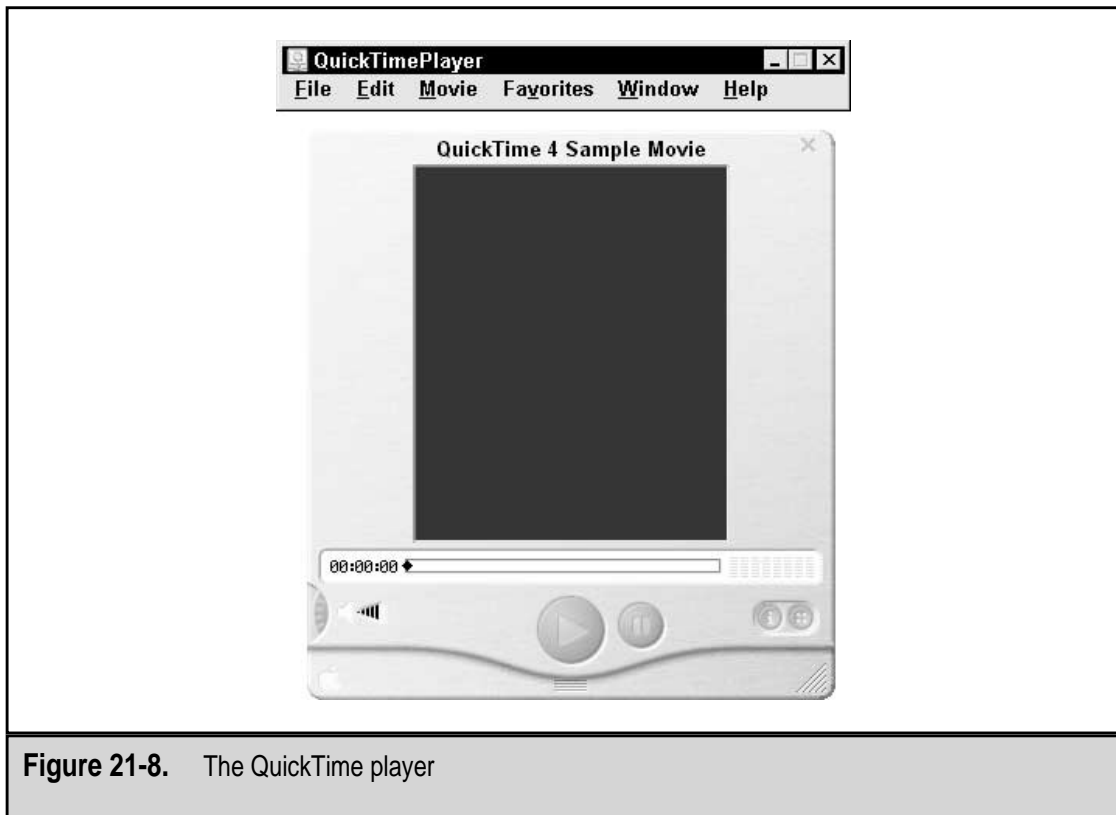 QuickTimePlayer
File Edit Movie Favorites Window Help
QuickTime 4 Sample Movie
00:00:00
Figure 21-8. The QuickTime player